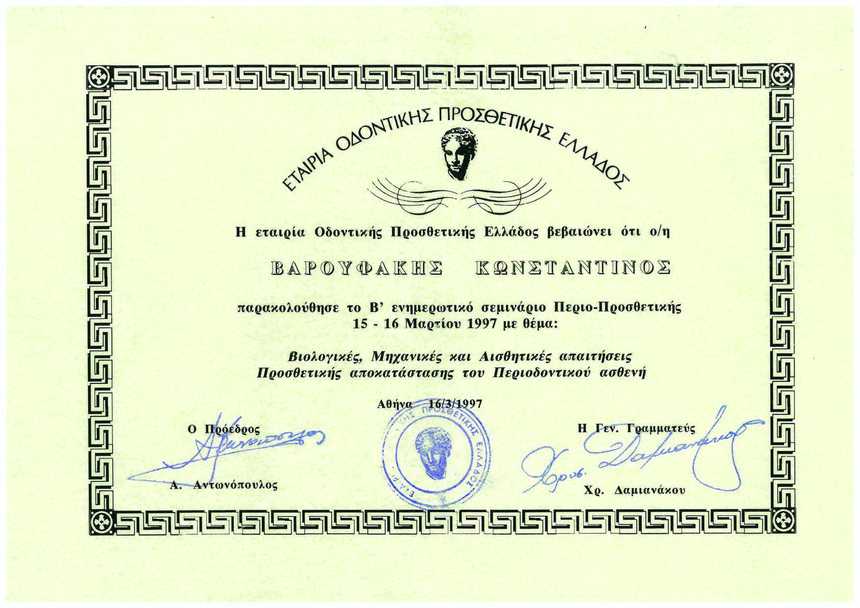 ΕΤΑΙΡΙΑ ΟΔΟΝΤΙΚΗΣ ΠΡΟΣΘΕΤΙΚΗΣ ΕΛΛΑΔΟΣ
Η εταιρία Οδοντικής Προσθετικής Ελλάδος βεβαιώνει ότι ο/η
ΒΑΡΟΥΦΑΚΗΣ ΚΩΝΣΤΑΝΤΙΝΟΣ
παρακολούθησε το Β' ενημερωτικό σεμινάριο Περιο-Προσθετικής
15 - 16 Μαρτίου 1997 με θέμα:
Βιολογικές, Μηχανικές και Αισθητικές απαιτήσεις
Προσθετικής αποκατάστασης του Περιοδοντικού ασθενή
Αθήνα 16/3/1997
ΠΡΟΣΘΕΤΙΚΗΣ ΕΛΛΑΔΟΣ
Ο Πρόεδρος
Α. Αντωνόπουλος
Η Γεν. Γραμματεύς
Χρ. Δαμιανάκου